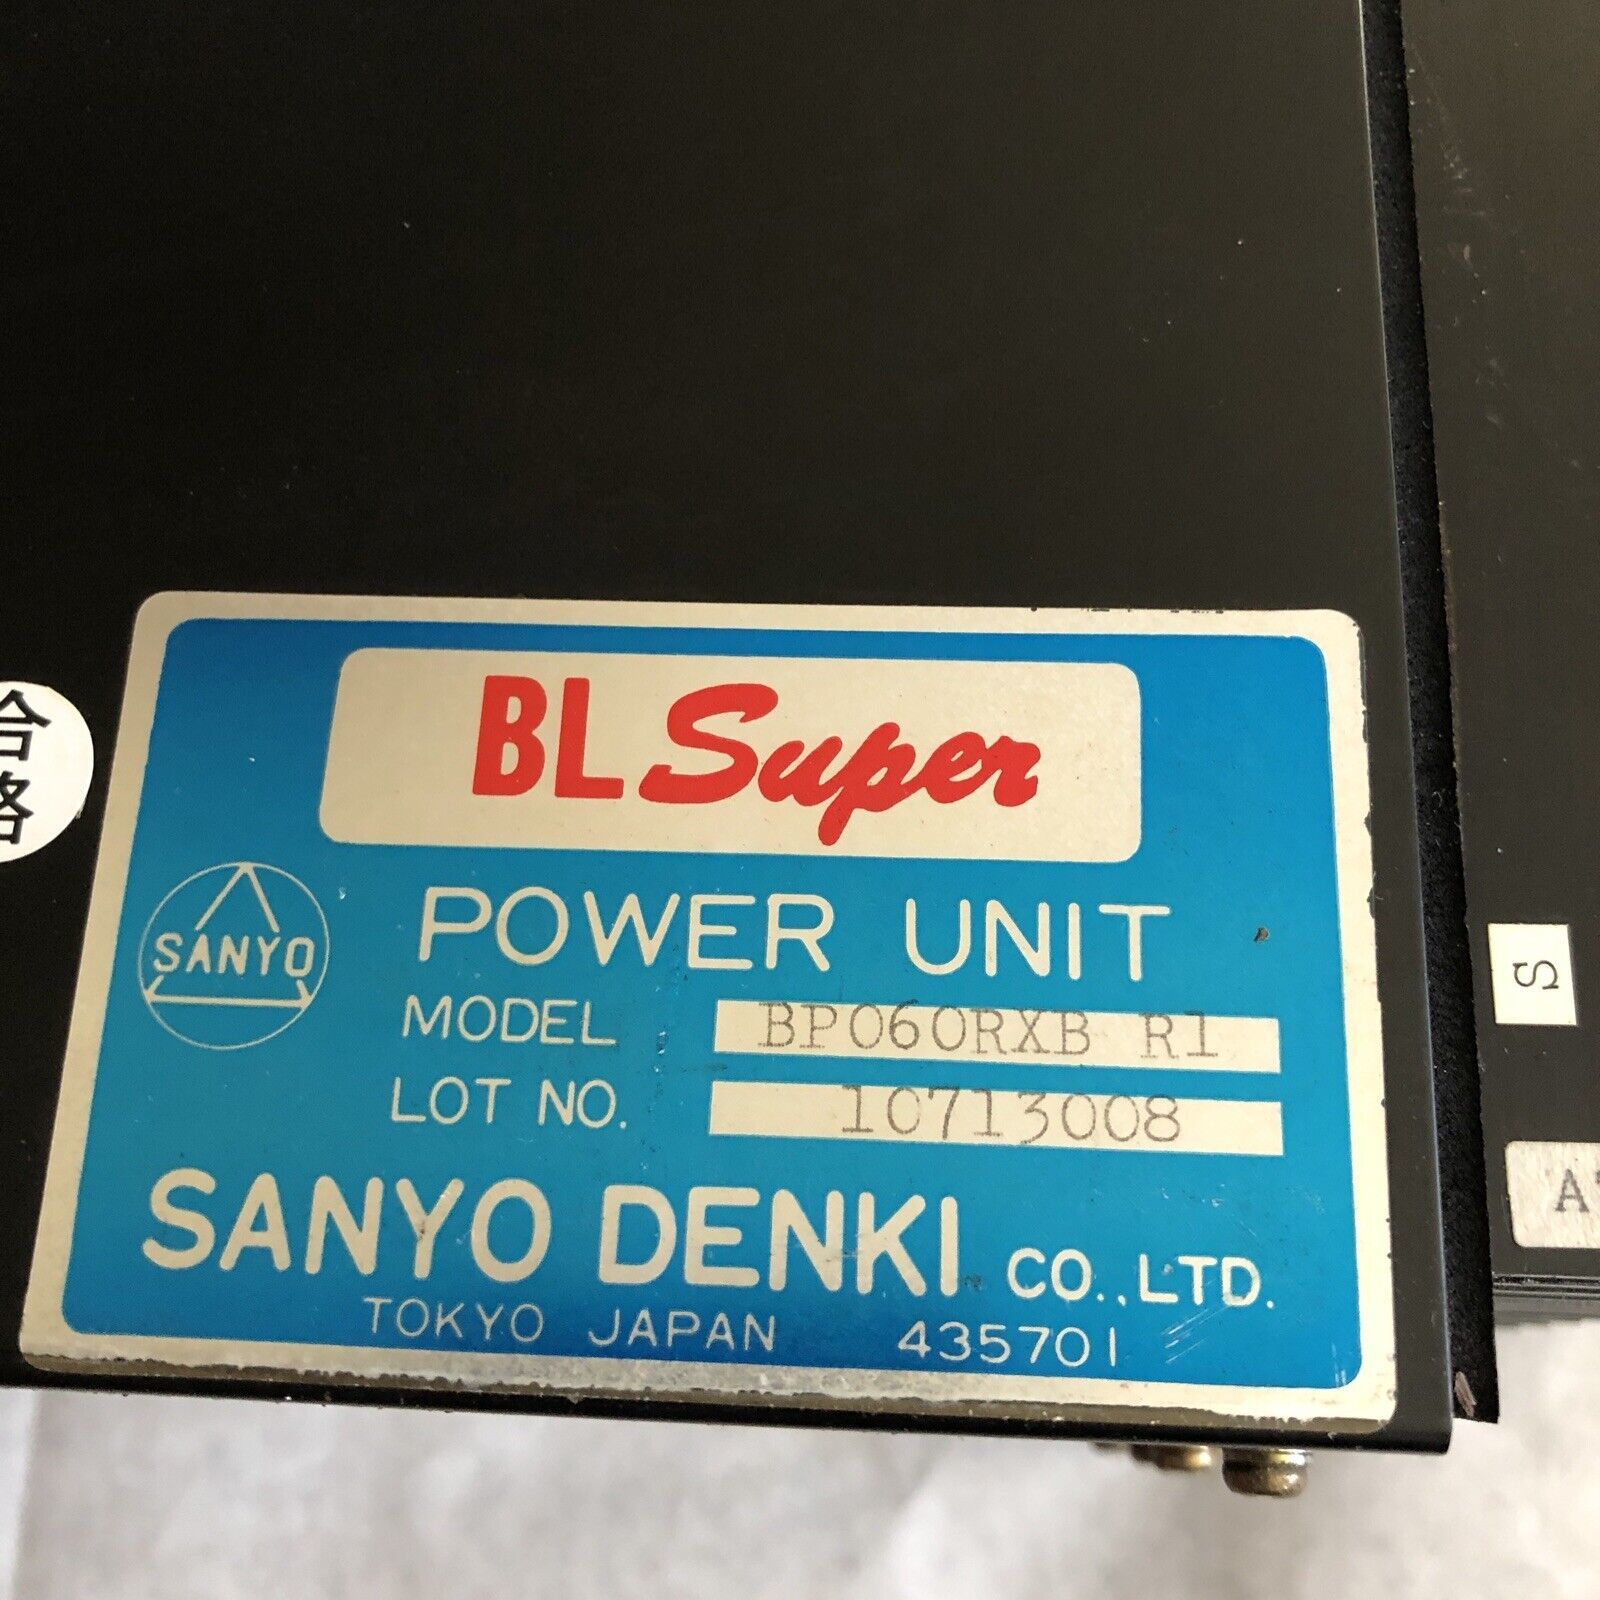 BL Super
合格
SANYO
POWER UNIT
MODEL BP060RXB R1
LOT NO. 10713008
SANYO DENKI CO., LTD.
TOKYO JAPAN 435701
S